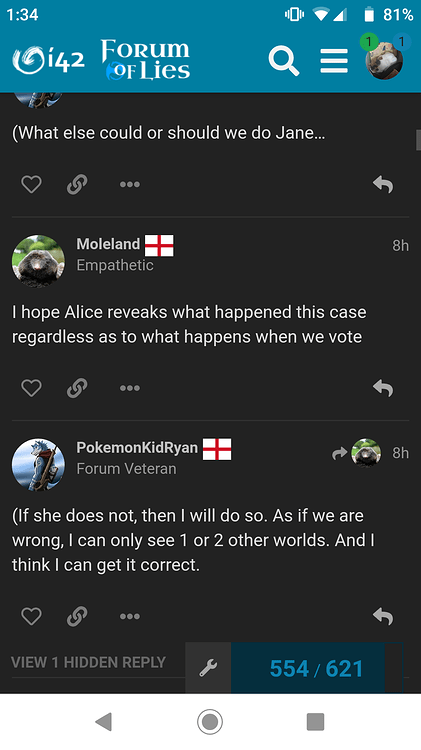 1:34
81%
i42
FORUM
OF LIES
1
1
(What else could or should we do Jane…
Moleland
8h
Empathetic
I hope Alice reveaks what happened this case
regardless as to what happens when we vote
PokemonKidRyan
8h
Forum Veteran
(If she does not, then I will do so. As if we are
wrong, I can only see 1 or 2 other worlds. And I
think I can get it correct.
VIEW 1 HIDDEN REPLY
554 / 621